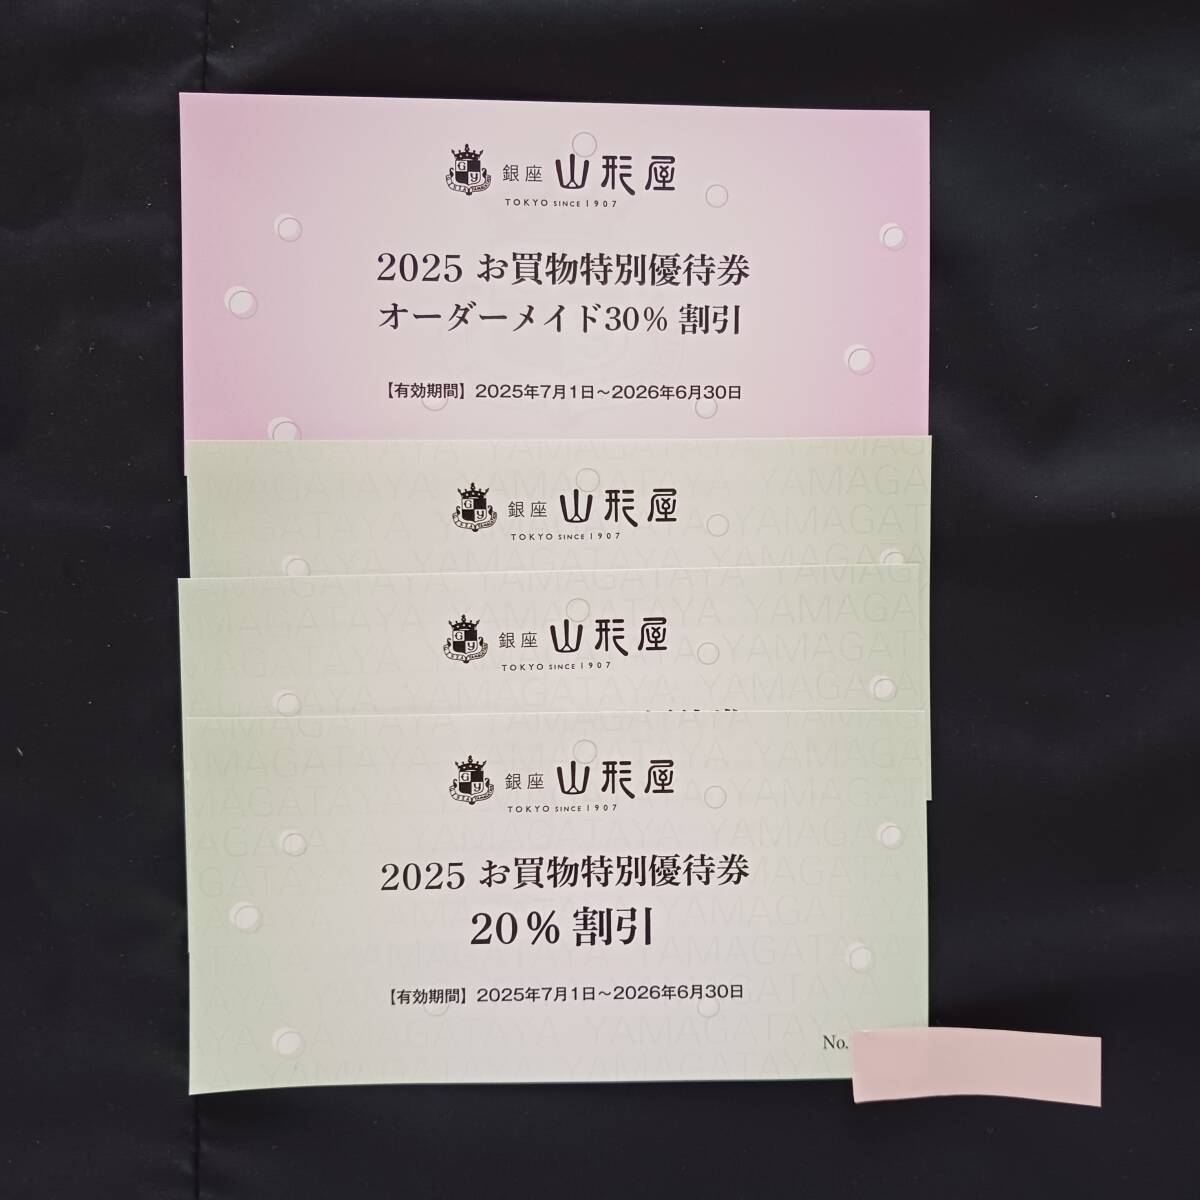 銀座 山形屋
TOKYO SINCE 1907
2025 お買物特別優待券
オーダーメイド30% 割引
【有効期間】2025年7月1日～2026年6月30日
銀座 山形屋
TOKYO SINCE 1907
銀座 山形屋
TOKYO SINCE 1907
銀座 山形屋
TOKYO SINCE 1907
2025 お買物特別優待券
20% 割引
【有効期間】2025年7月1日～2026年6月30日
No.